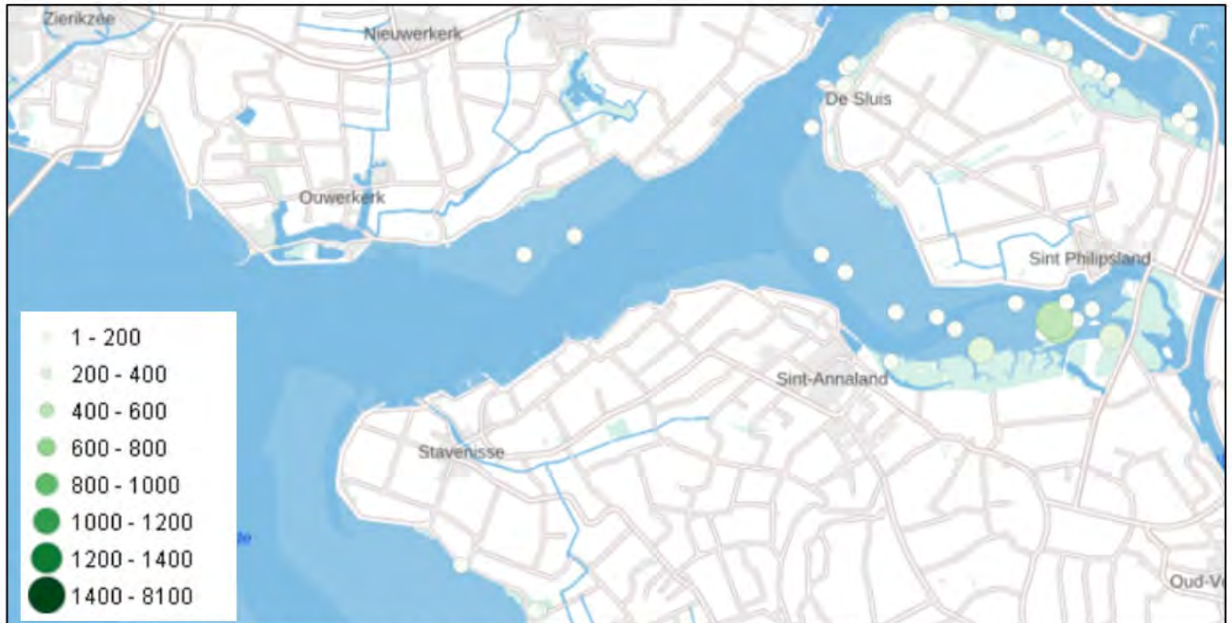 Zierikzee
Nieuwerkerk
De Sluis
Ouwerkerk
Sint Philipsland
Sint-Annaland
Stavenisse
Oud-V
1 - 200
200 - 400
400 - 600
600 - 800
800 - 1000
1000 - 1200
1200 - 1400
1400 - 8100